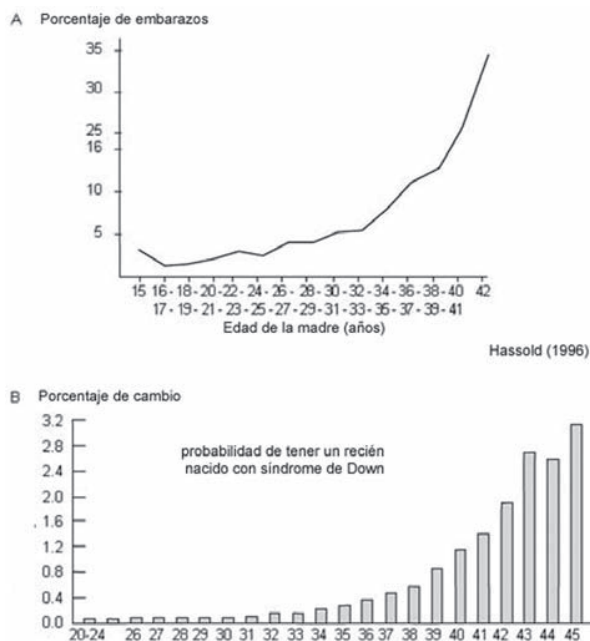 A Porcentaje de embarazos
35
30
25
16
10
5
15 16 - 18 - 20 - 22 - 24 - 26 - 28 - 30 - 32 - 34 - 36 - 38 - 40 42
17 - 19 - 21 - 23 - 25 - 27 - 29 - 31 - 33 - 35 - 37 - 39 - 41
Edad de la madre (años)
Hassold (1996)
B Porcentaje de cambio
3.2
2.8
2.4
2.0
1.6
1.2
0.8
0.4
0.0
probabilidad de tener un recién
nacido con síndrome de Down
20-24 26 27 28 29 30 31 32 33 34 35 36 37 38 39 40 41 42 43 44 45